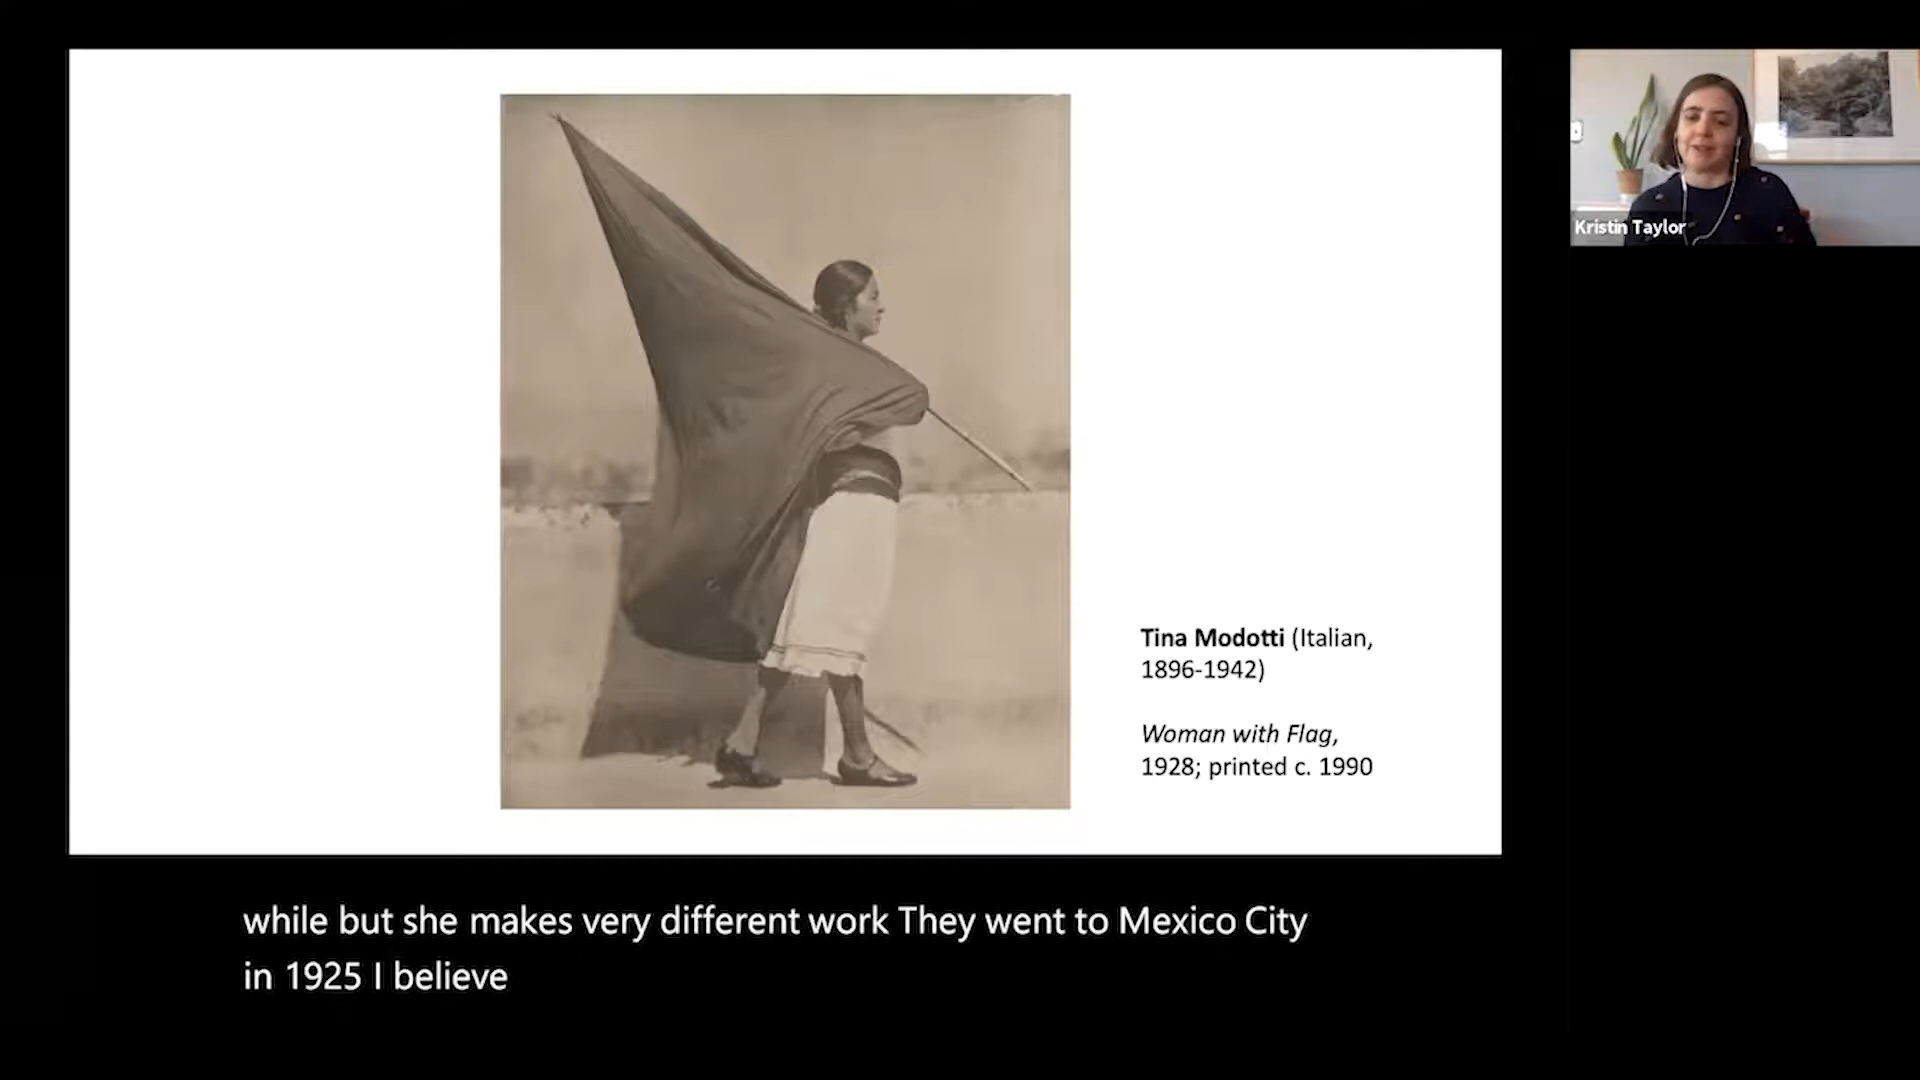 Kristin Taylor
Tina Modotti (Italian,
1896-1942)
Woman with Flag,
1928; printed c. 1990
while but she makes very different work They went to Mexico City
in 1925 I believe